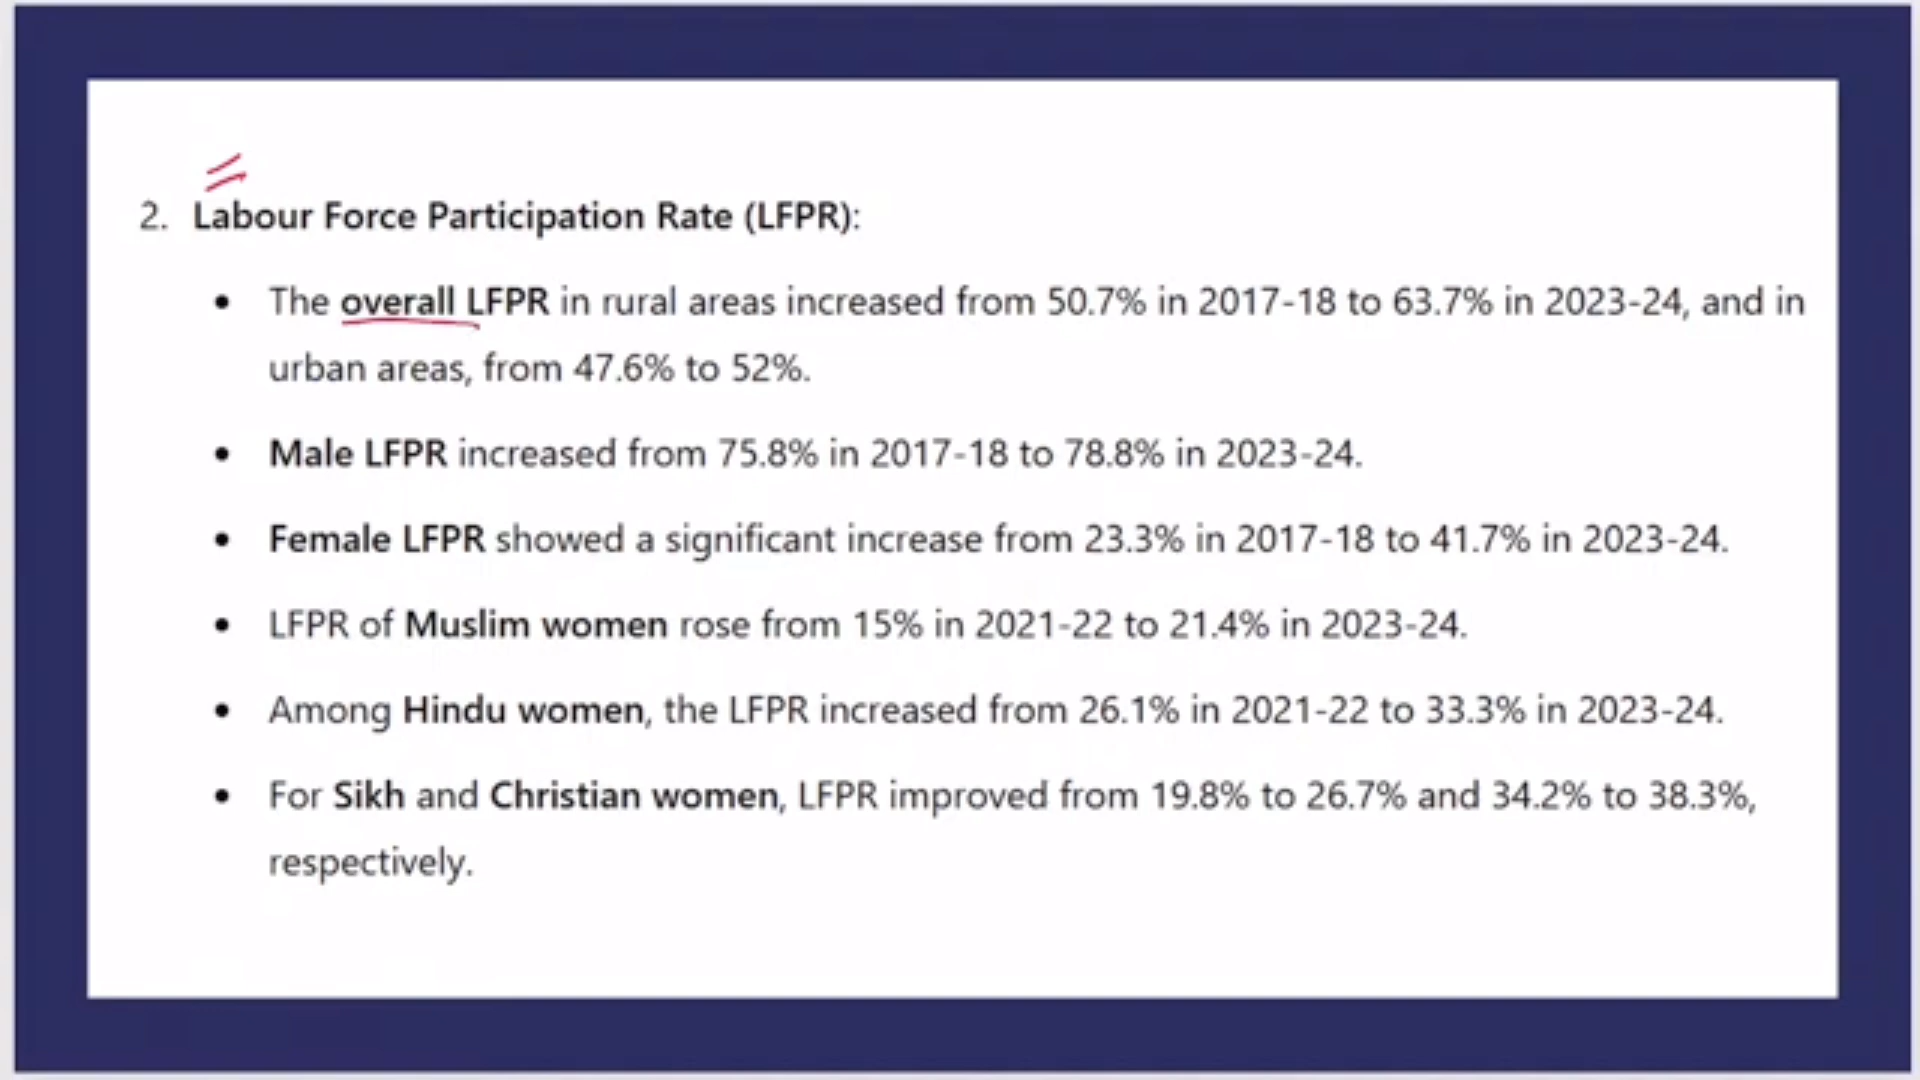 2. Labour Force Participation Rate (LFPR):
• The overall LFPR in rural areas increased from 50.7% in 2017-18 to 63.7% in 2023-24, and in
urban areas, from 47.6% to 52%.
• Male LFPR increased from 75.8% in 2017-18 to 78.8% in 2023-24.
• Female LFPR showed a significant increase from 23.3% in 2017-18 to 41.7% in 2023-24.
• LFPR of Muslim women rose from 15% in 2021-22 to 21.4% in 2023-24.
• Among Hindu women, the LFPR increased from 26.1% in 2021-22 to 33.3% in 2023-24.
• For Sikh and Christian women, LFPR improved from 19.8% to 26.7% and 34.2% to 38.3%,
respectively.